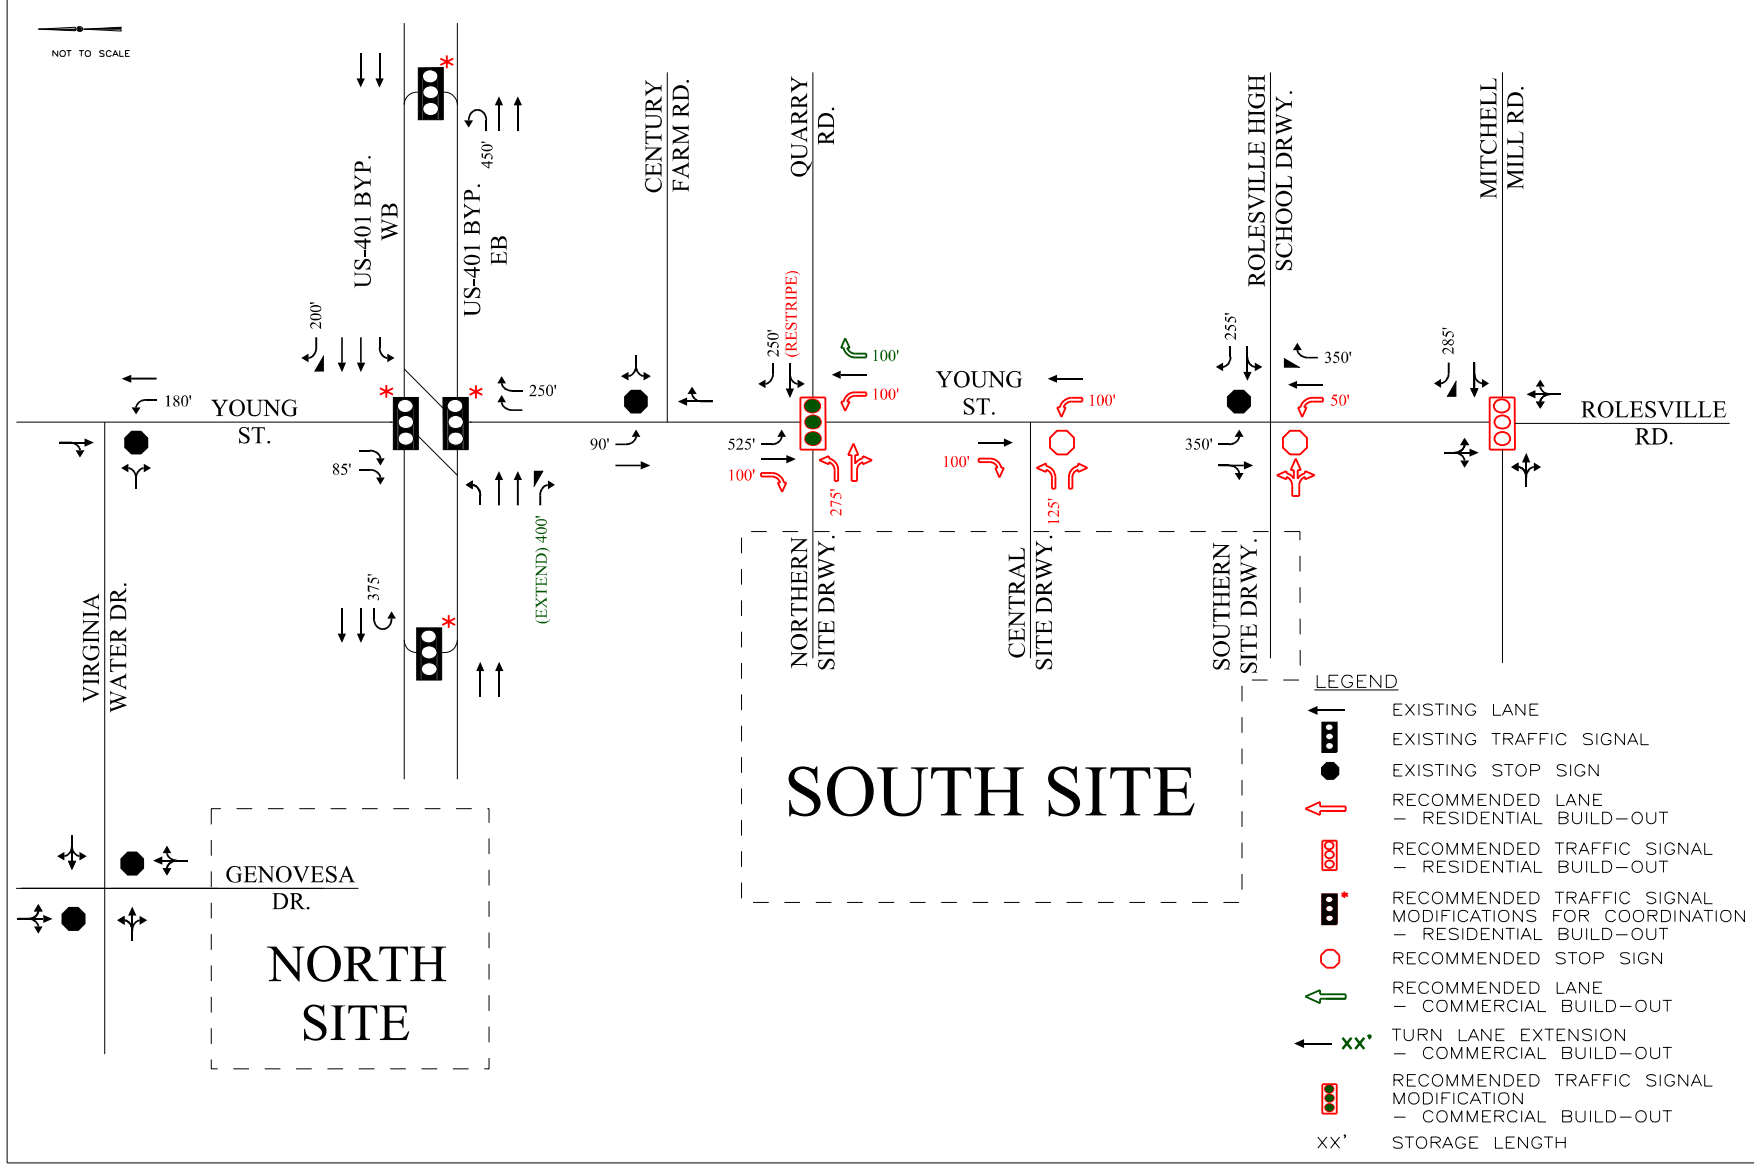 NOT TO SCALE
US-401 BYP.
WB
US-401 BYP.
EB
450'
CENTURY
FARM RD.
QUARRY
RD.
ROLESVILLE HIGH
SCHOOL DRWY.
MITCHELL
MILL RD.
200'
250'
(RESTRIPE)
100'
255'
350'
285'
180'
YOUNG
ST.
250'
100'
YOUNG
ST.
100'
50'
ROLESVILLE
RD.
85'
90'
525'
100'
275'
100'
125'
350'
(EXTEND) 400'
375'
VIRGINIA
WATER DR.
NORTHERN
SITE DRWY.
CENTRAL
SITE DRWY.
SOUTHERN
SITE DRWY.
SOUTH SITE
GENOVESA
DR.
NORTH
SITE
LEGEND
EXISTING LANE
EXISTING TRAFFIC SIGNAL
EXISTING STOP SIGN
RECOMMENDED LANE
– RESIDENTIAL BUILD–OUT
RECOMMENDED TRAFFIC SIGNAL
– RESIDENTIAL BUILD–OUT
* RECOMMENDED TRAFFIC SIGNAL
MODIFICATIONS FOR COORDINATION
– RESIDENTIAL BUILD–OUT
RECOMMENDED STOP SIGN
RECOMMENDED LANE
– COMMERCIAL BUILD–OUT
XX' TURN LANE EXTENSION
– COMMERCIAL BUILD–OUT
RECOMMENDED TRAFFIC SIGNAL
MODIFICATION
– COMMERCIAL BUILD–OUT
XX' STORAGE LENGTH